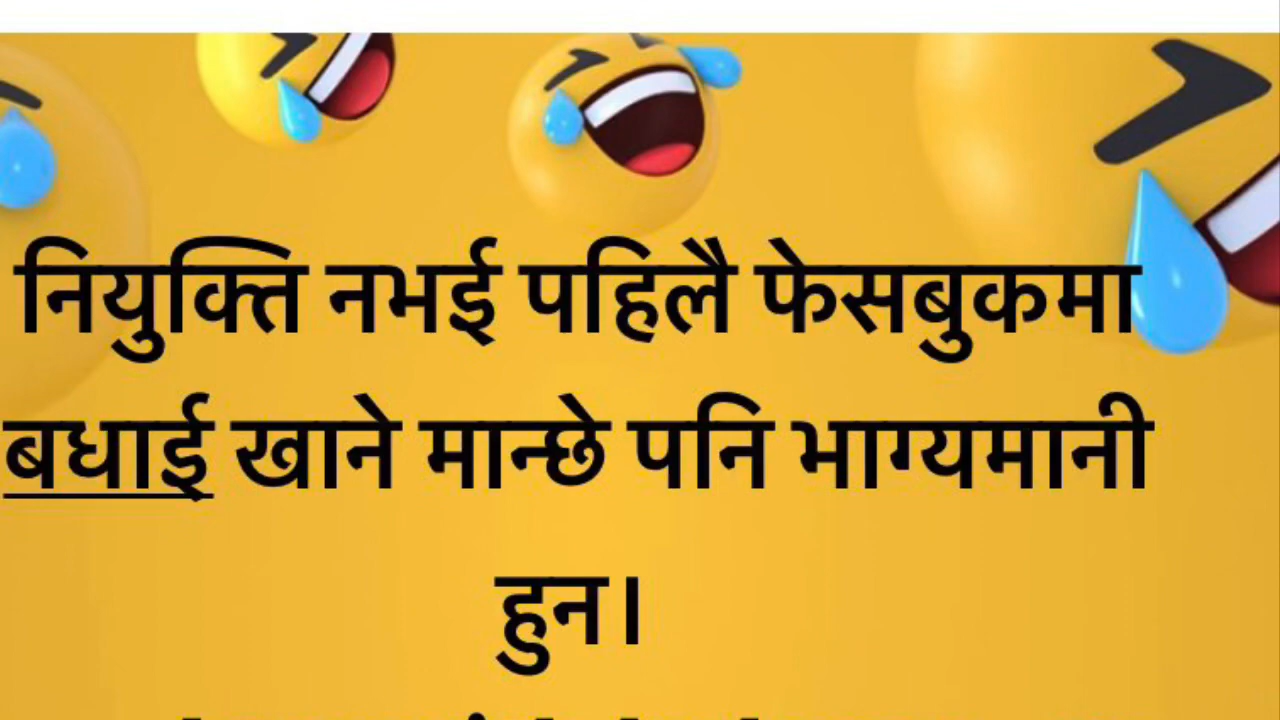 नियुक्ति नभई पहिलै फेसबुकमा
बधाई खाने मान्छे पनि भाग्यमानी
हुन।